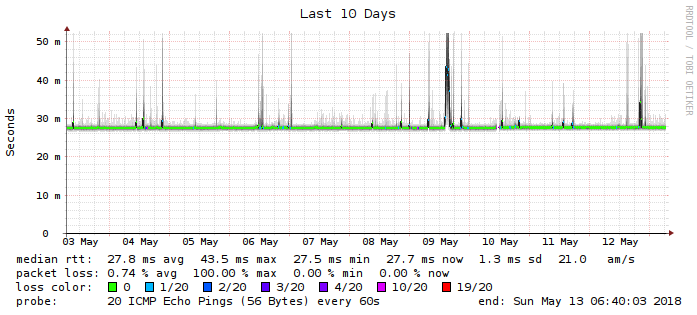 Last 10 Days
RRDTOOL / TOBI OETIKER
Seconds
50 m
40 m
30 m
20 m
10 m
0
03 May 04 May 05 May 06 May 07 May 08 May 09 May 10 May 11 May 12 May
median rtt: 27.8 ms avg 43.5 ms max 27.5 ms min 27.7 ms now 1.3 ms sd 21.0 am/s
packet loss: 0.74 % avg 100.00 % max 0.00 % min 0.00 % now
loss color: 0 1/20 2/20 3/20 4/20 10/20 19/20
probe: 20 ICMP Echo Pings (56 Bytes) every 60s end: Sun May 13 06:40:03 2018